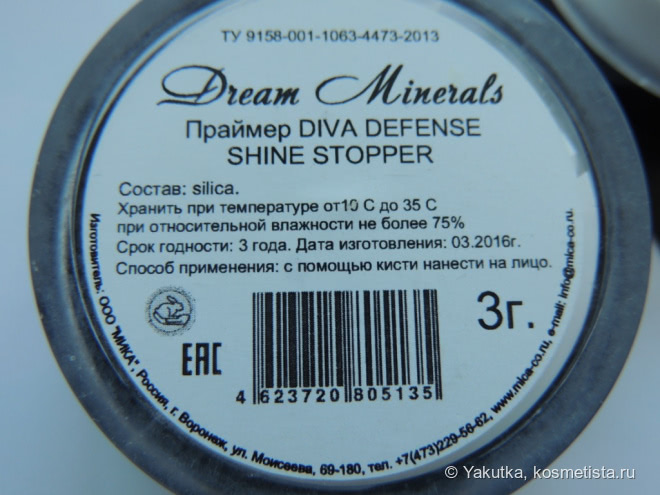 ТУ 9158-001-1063-4473-2013
Dream Minerals
Праймер DIVA DEFENSE
SHINE STOPPER
Состав: silica.
Хранить при температуре от10 С до 35 С
при относительной влажности не более 75%
Срок годности: 3 года. Дата изготовления: 03.2016г.
Способ применения: с помощью кисти нанести на лицо.
3г.
EAC
4 623720 805135
Изготовитель: ООО "МИКА", Россия, г. Воронеж, ул. Моисеева, 69-180, тел. +7(473)229-56-62, www.mica-co.ru, e-mail: info@mica-co.ru.
© Yakutka, kosmetista.ru